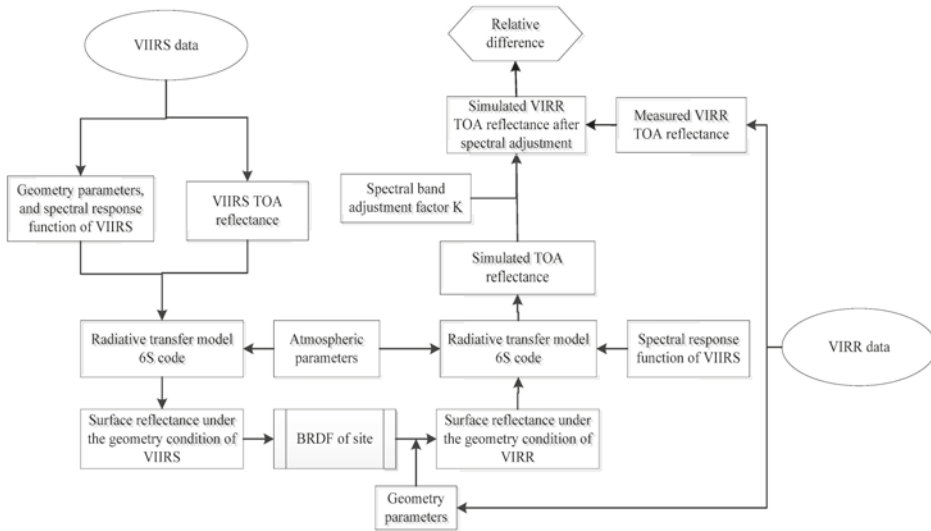 VIIRS data
Relative
difference
Simulated VIRR
TOA reflectance after
spectral adjustment
Measured VIRR
TOA reflectance
Geometry parameters,
and spectral response
function of VIIRS
VIIRS TOA
reflectance
Spectral band
adjustment factor K
Simulated TOA
reflectance
Radiative transfer model
6S code
Atmospheric
parameters
Radiative transfer model
6S code
Spectral response
function of VIIRS
VIRR data
Surface reflectance under
the geometry condition of
VIIRS
BRDF of site
Surface reflectance under
the geometry condition of
VIRR
Geometry
parameters